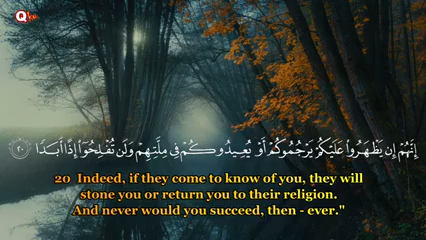 Q
إِنَّهُمْ إِن يَظْهَرُوا۟ عَلَيْكُمْ يَرْجُمُوكُمْ أَوْ يُعِيدُوكُمْ فِى مِلَّتِهِمْ وَلَن تُفْلِحُوٓا۟ إِذًا أَبَدًا ٢٠
20 Indeed, if they come to know of you, they will
stone you or return you to their religion.
And never would you succeed, then - ever."